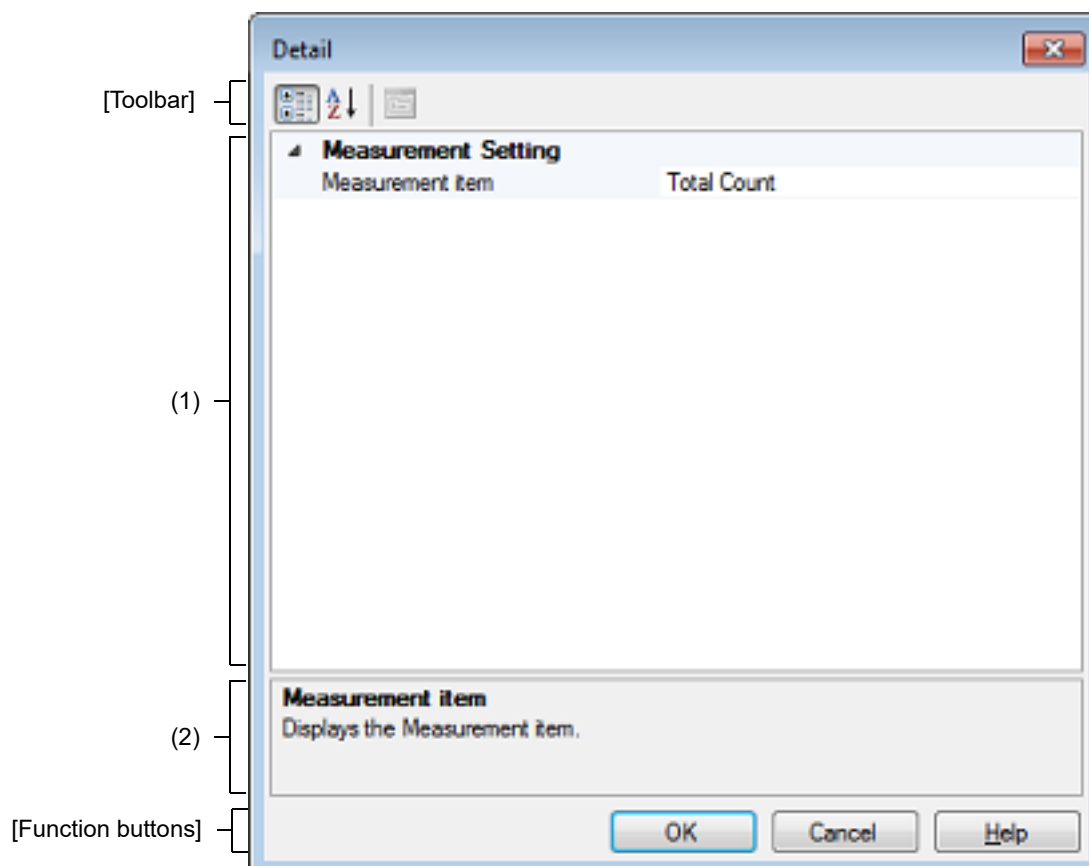 Detail
[Toolbar]
A
Z
Measurement Setting
Measurement item Total Count
(1)
Measurement item
Displays the Measurement item.
(2)
[Function buttons]
OK Cancel Help